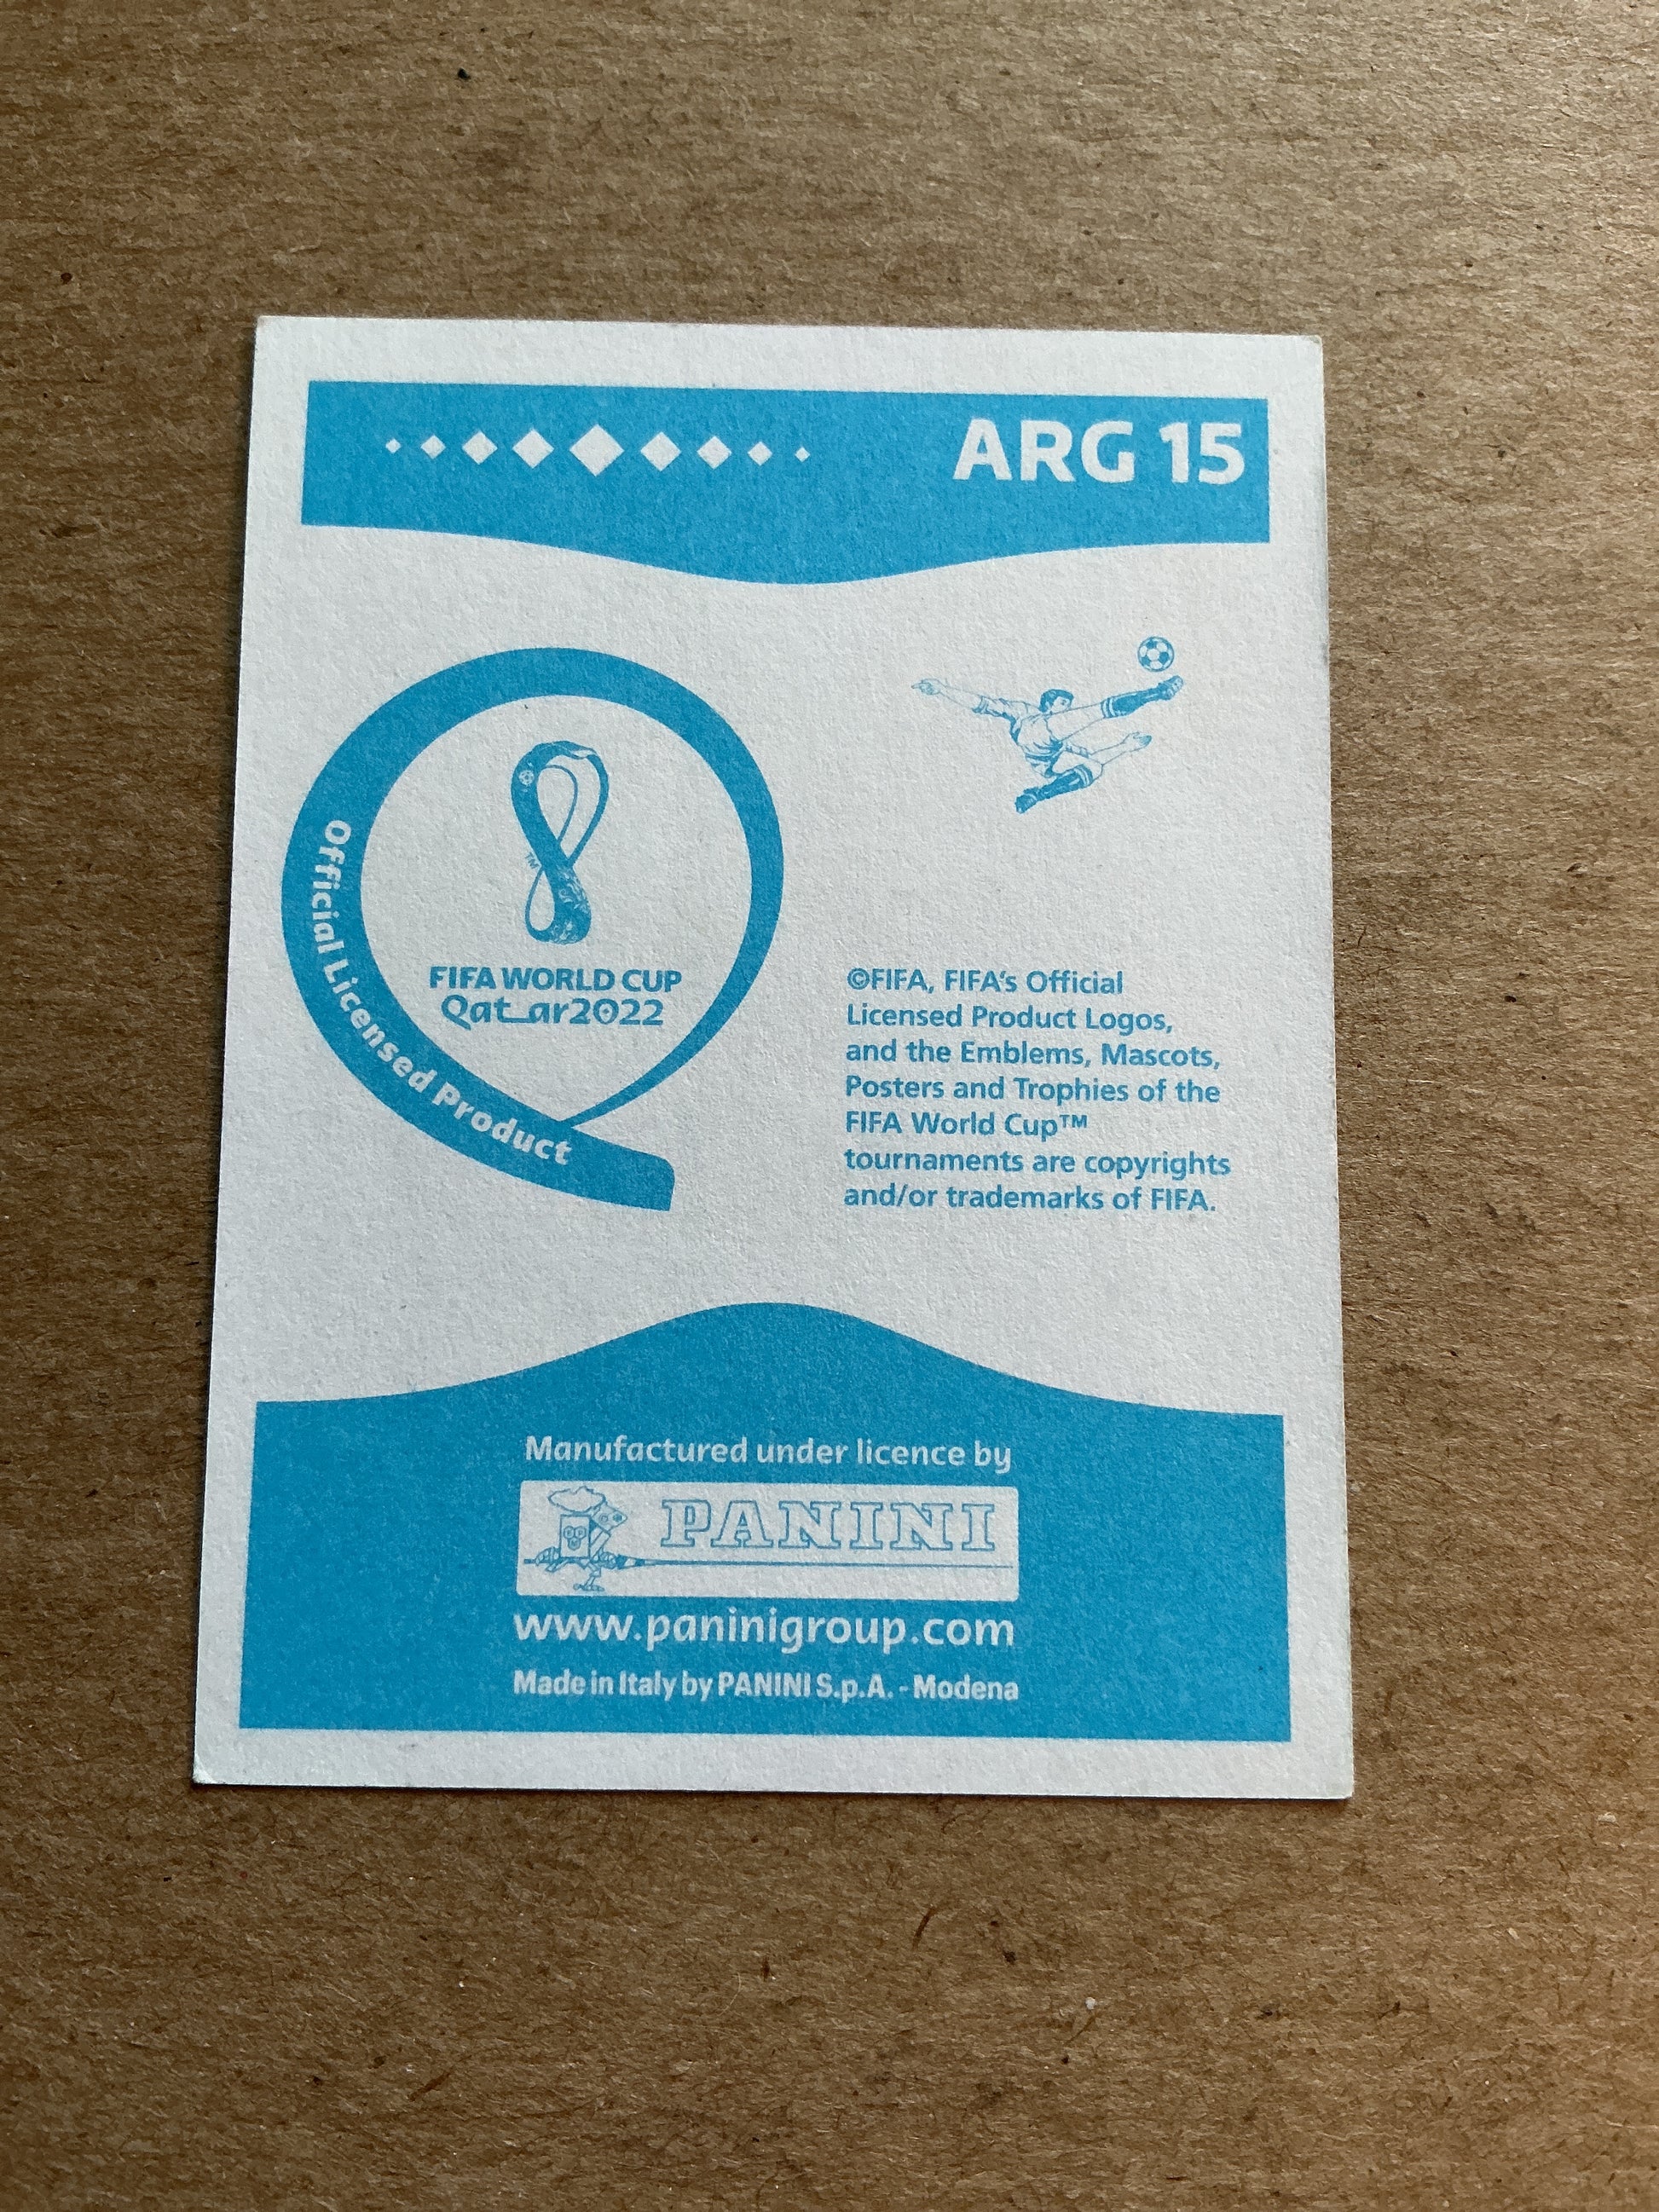 ARG 15
Official Licensed Product
TM
FIFA WORLD CUP
Qatar2022
©FIFA, FIFA's Official
Licensed Product Logos,
and the Emblems, Mascots,
Posters and Trophies of the
FIFA World Cup™
tournaments are copyrights
and/or trademarks of FIFA.
Manufactured under licence by
PANINI
www.paninigroup.com
Made in Italy by PANINI S.p.A. - Modena